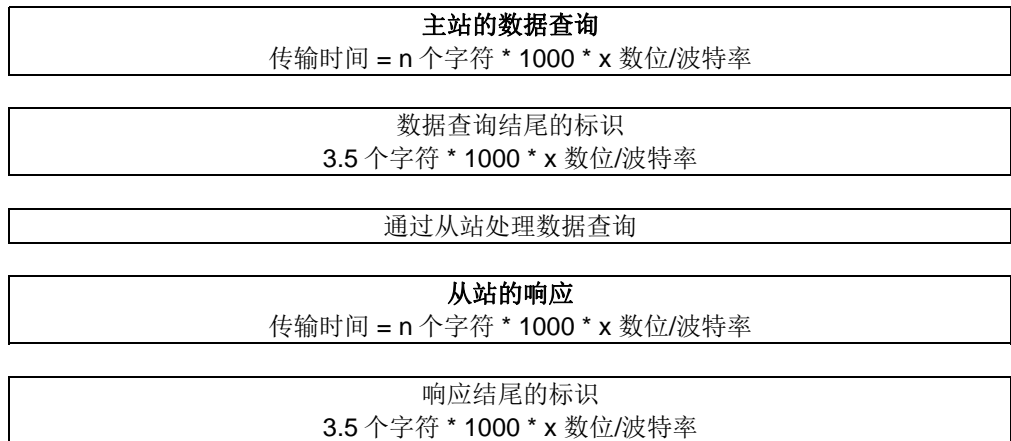 主站的数据查询
传输时间 = n 个字符 * 1000 * x 数位/波特率
数据查询结尾的标识
3.5 个字符 * 1000 * x 数位/波特率
通过从站处理数据查询
从站的响应
传输时间 = n 个字符 * 1000 * x 数位/波特率
响应结尾的标识
3.5 个字符 * 1000 * x 数位/波特率